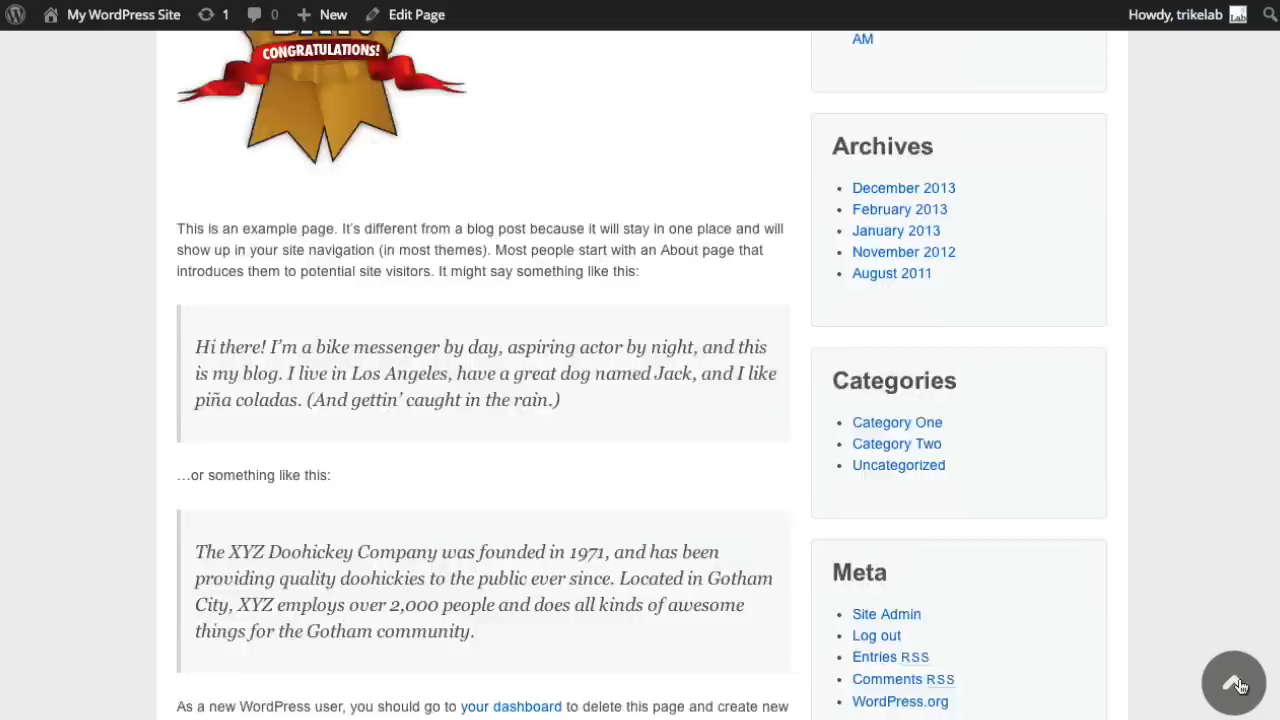 My WordPress Site 1 0 New Edit Page Howdy, trikelab Lab
CONGRATULATIONS!
This is an example page. It’s different from a blog post because it will stay in one place and will
show up in your site navigation (in most themes). Most people start with an About page that
introduces them to potential site visitors. It might say something like this:
Hi there! I’m a bike messenger by day, aspiring actor by night, and this
is my blog. I live in Los Angeles, have a great dog named Jack, and I like
piña coladas. (And gettin’ caught in the rain.)
…or something like this:
The XYZ Doohickey Company was founded in 1971, and has been
providing quality doohickies to the public ever since. Located in Gotham
City, XYZ employs over 2,000 people and does all kinds of awesome
things for the Gotham community.
As a new WordPress user, you should go to your dashboard to delete this page and create new
AM
Archives
December 2013
February 2013
January 2013
November 2012
August 2011
Categories
Category One
Category Two
Uncategorized
Meta
Site Admin
Log out
Entries RSS
Comments RSS
WordPress.org